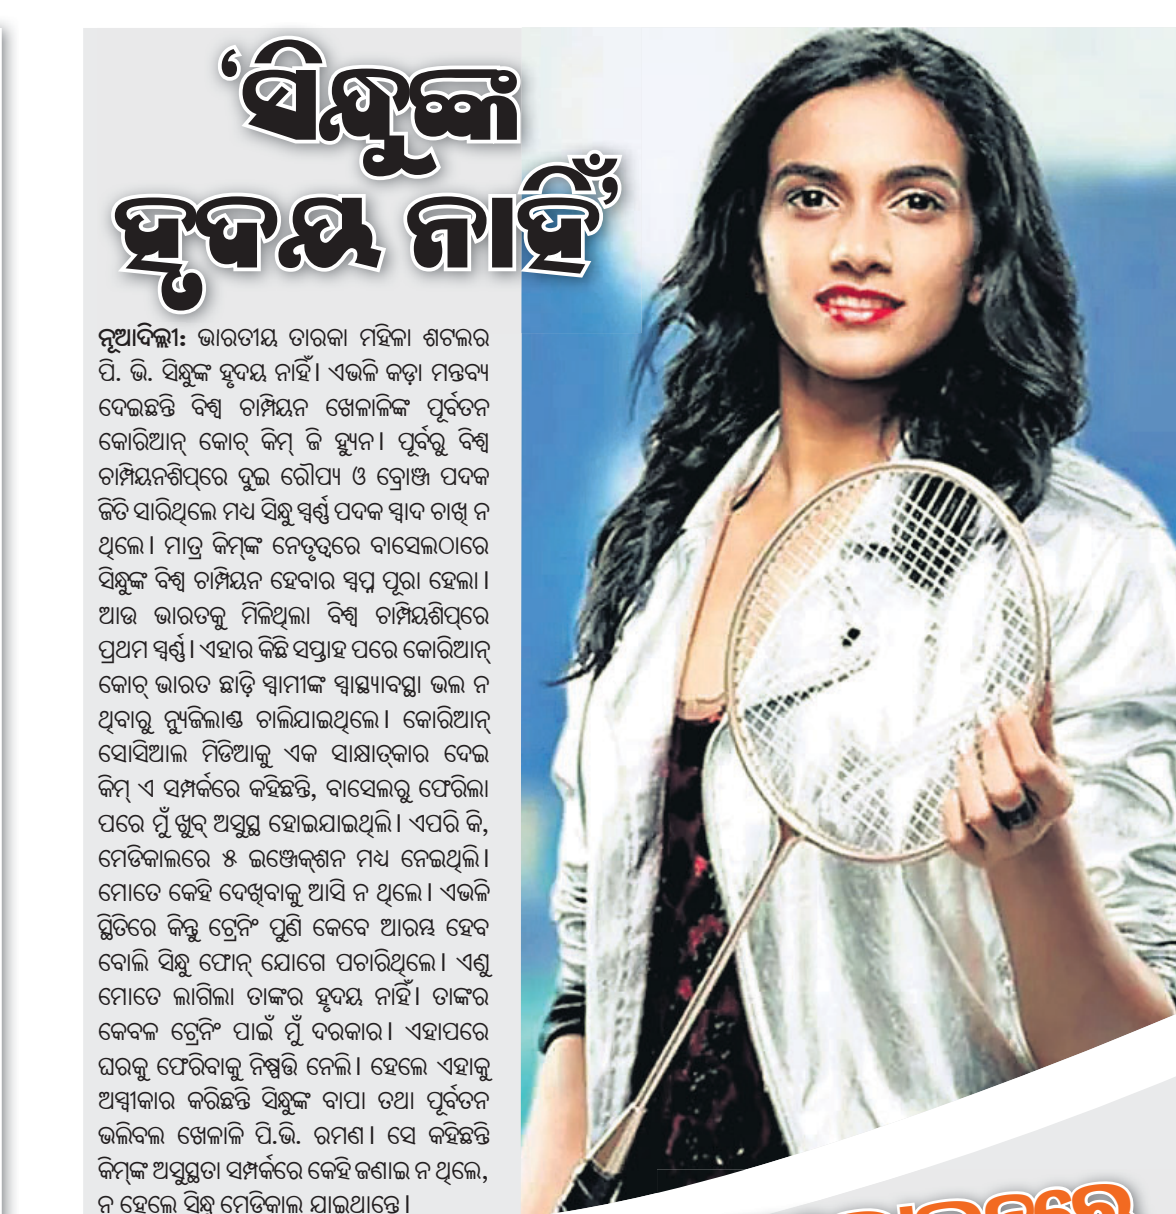 ‘ସିନ୍ଧୁଙ୍କ
ହୃଦୟ ନାହିଁ’
ନୂଆଦିଲ୍ଲୀ: ଭାରତୀୟ ତାରକା ମହିଳା ଶଟଲର
ପି. ଭି. ସିନ୍ଧୁଙ୍କ ହୃଦୟ ନାହିଁ। ଏଭଳି କଡ଼ା ମନ୍ତବ୍ୟ
ଦେଇଛନ୍ତି ବିଶ୍ୱ ଚାମ୍ପିୟନ ଖେଳାଳିଙ୍କ ପୂର୍ବତନ
କୋରିଆନ୍ କୋଚ୍ କିମ୍ ଜି ହ୍ୟୁନ। ପୂର୍ବରୁ ବିଶ୍ୱ
ଚାମ୍ପିୟନଶିପ୍‌ରେ ଦୁଇ ରୌପ୍ୟ ଓ ବ୍ରୋଞ୍ଜ ପଦକ
ଜିତି ସାରିଥିଲେ ମଧ୍ୟ ସିନ୍ଧୁ ସ୍ୱର୍ଣ୍ଣ ପଦକ ସ୍ୱାଦ ଚାଖି ନ
ଥିଲେ। ମାତ୍ର କିମ୍‌ଙ୍କ ନେତୃତ୍ୱରେ ବାସେଲଠାରେ
ସିନ୍ଧୁଙ୍କ ବିଶ୍ୱ ଚାମ୍ପିୟନ ହେବାର ସ୍ୱପ୍ନ ପୂରା ହେଲା।
ଆଉ ଭାରତକୁ ମିଳିଥିଲା ବିଶ୍ୱ ଚାମ୍ପିୟଶିପ୍‌ରେ
ପ୍ରଥମ ସ୍ୱର୍ଣ୍ଣ। ଏହାର କିଛି ସପ୍ତାହ ପରେ କୋରିଆନ୍
କୋଚ୍ ଭାରତ ଛାଡ଼ି ସ୍ୱାମୀଙ୍କ ସ୍ୱାସ୍ଥ୍ୟାବସ୍ଥା ଭଲ ନ
ଥିବାରୁ ନ୍ୟୁଜିଲାଣ୍ଡ ଚାଲିଯାଇଥିଲେ। କୋରିଆନ୍
ସୋସିଆଲ ମିଡିଆକୁ ଏକ ସାକ୍ଷାତ୍‌କାର ଦେଇ
କିମ୍ ଏ ସମ୍ପର୍କରେ କହିଛନ୍ତି, ବାସେଲରୁ ଫେରିଲା
ପରେ ମୁଁ ଖୁବ୍ ଅସୁସ୍ଥ ହୋଇଯାଇଥିଲି। ଏପରି କି,
ମେଡିକାଲରେ ୫ ଇଞ୍ଜେକ୍‌ଶନ ମଧ୍ୟ ନେଇଥିଲି।
ମୋତେ କେହି ଦେଖିବାକୁ ଆସି ନ ଥିଲେ। ଏଭଳି
ସ୍ଥିତିରେ କିନ୍ତୁ ଟ୍ରେନିଂ ପୁଣି କେବେ ଆରମ୍ଭ ହେବ
ବୋଲି ସିନ୍ଧୁ ଫୋନ୍ ଯୋଗେ ପଚାରିଥିଲେ। ଏଣୁ
ମୋତେ ଲାଗିଲା ତାଙ୍କର ହୃଦୟ ନାହିଁ। ତାଙ୍କର
କେବଳ ଟ୍ରେନିଂ ପାଇଁ ମୁଁ ଦରକାର। ଏହାପରେ
ଘରକୁ ଫେରିବାକୁ ନିଷ୍ପତ୍ତି ନେଲି। ହେଲେ ଏହାକୁ
ଅସ୍ୱୀକାର କରିଛନ୍ତି ସିନ୍ଧୁଙ୍କ ବାପା ତଥା ପୂର୍ବତନ
ଭଲିବଲ ଖେଳାଳି ପି.ଭି. ରମଣ। ସେ କହିଛନ୍ତି
କିମ୍‌ଙ୍କ ଅସୁସ୍ଥତା ସମ୍ପର୍କରେ କେହି ଜଣାଇ ନ ଥିଲେ,
ନ ହେଲେ ସିନ୍ଧୁ ମେଡିକାଲ ଯାଇଥାନ୍ତେ।